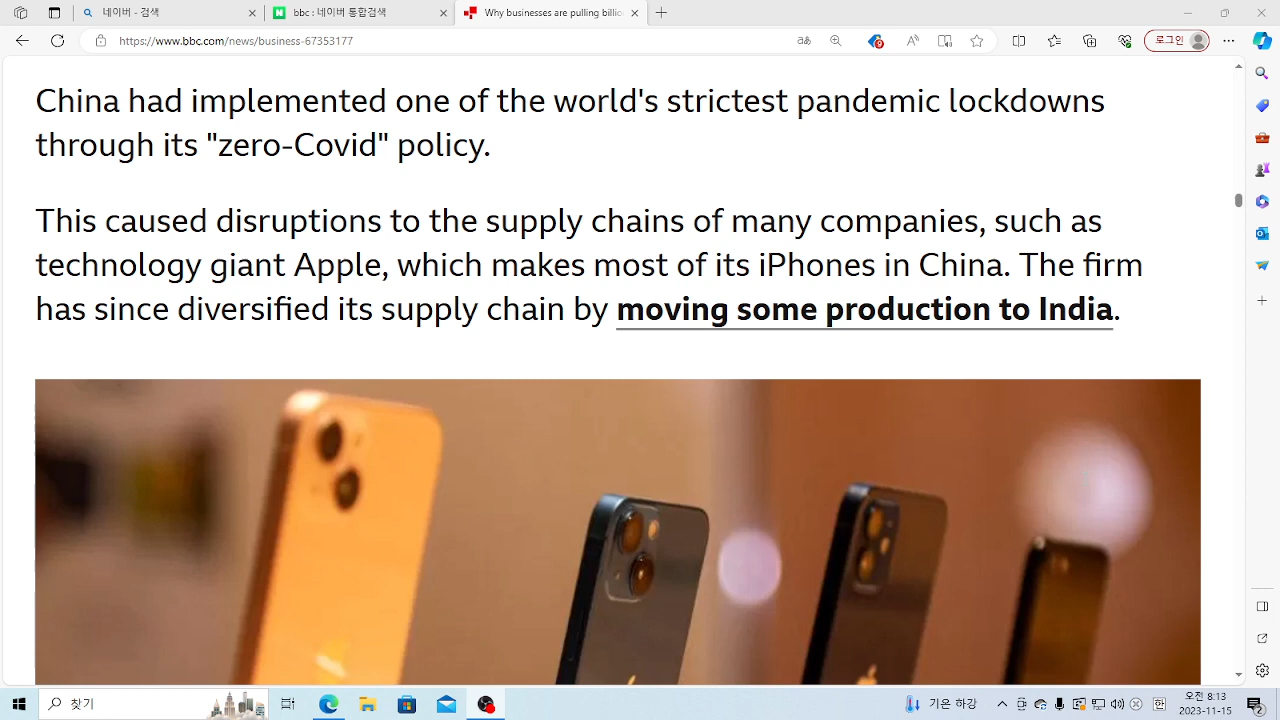 네이버 - 검색
bbc : 네이버 통합검색
Why businesses are pulling billio
https://www.bbc.com/news/business-67353177
로그인
China had implemented one of the world's strictest pandemic lockdowns
through its "zero-Covid" policy.
This caused disruptions to the supply chains of many companies, such as
technology giant Apple, which makes most of its iPhones in China. The firm
has since diversified its supply chain by moving some production to India.
찾기
기온 하강
오전 8:13
2023-11-15